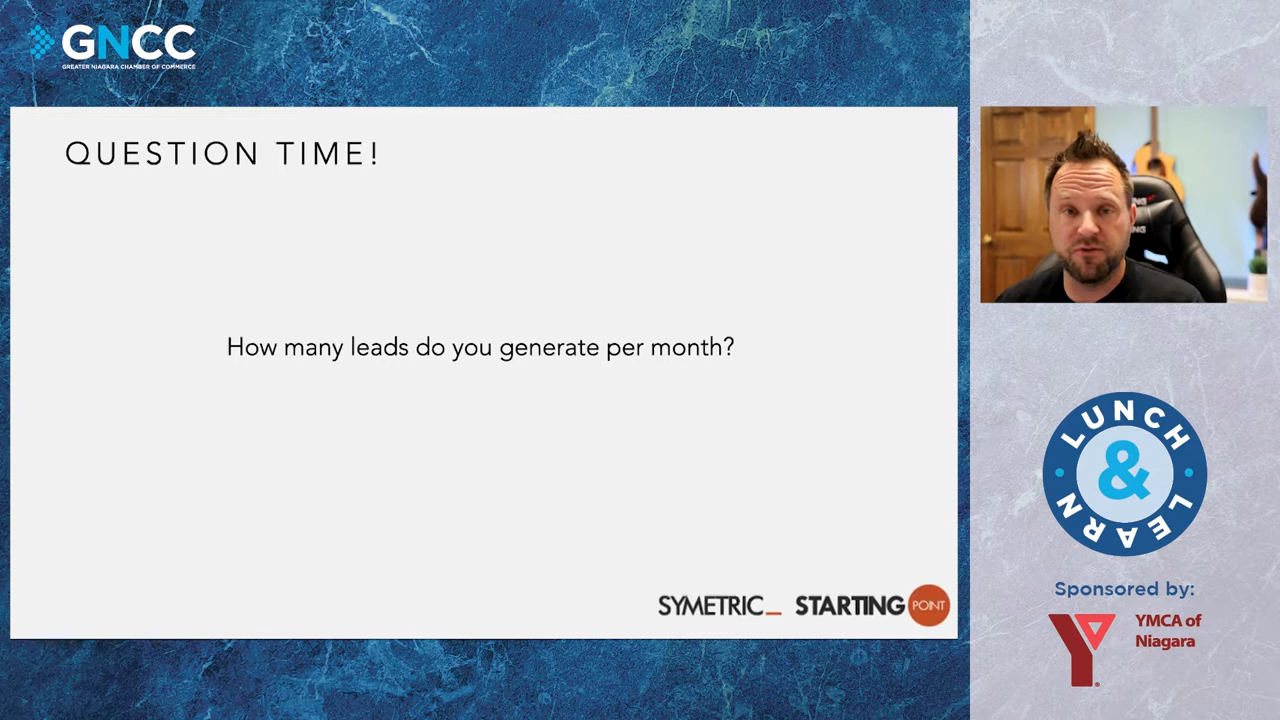 GNCC
GREATER NIAGARA CHAMBER OF COMMERCE
QUESTION TIME!
How many leads do you generate per month?
SYMETRIC_
STARTING POINT
LUNCH
&
LEARN
Sponsored by:
YMCA of
Niagara